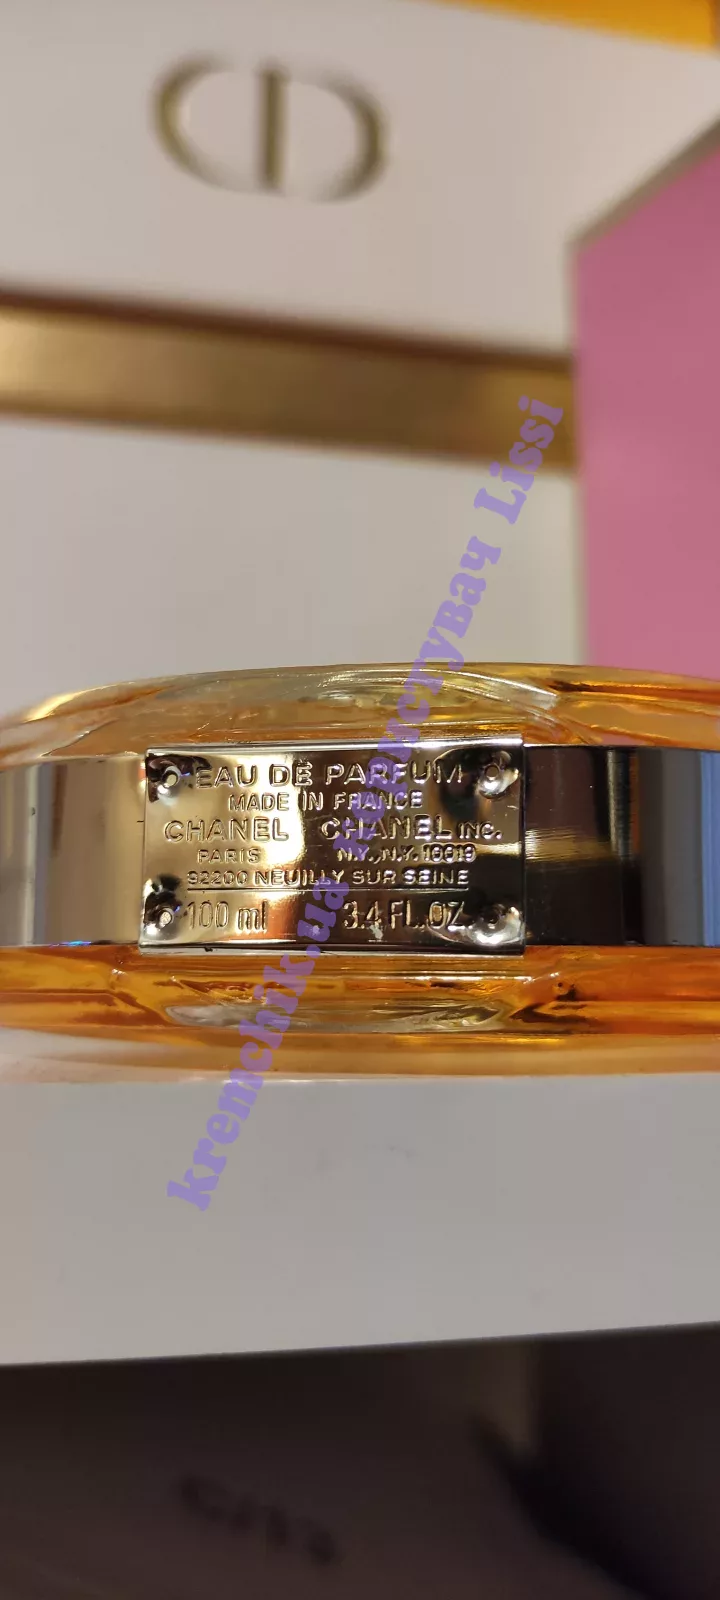 CD
EAU DE PARFUM
MADE IN FRANCE
CHANEL CHANEL INC.
PARIS N.Y., N.Y. 10019
92200 NEUILLY SUR SEINE
100 ml 3.4 FL. OZ.
kremchik.ua користувач Lissi